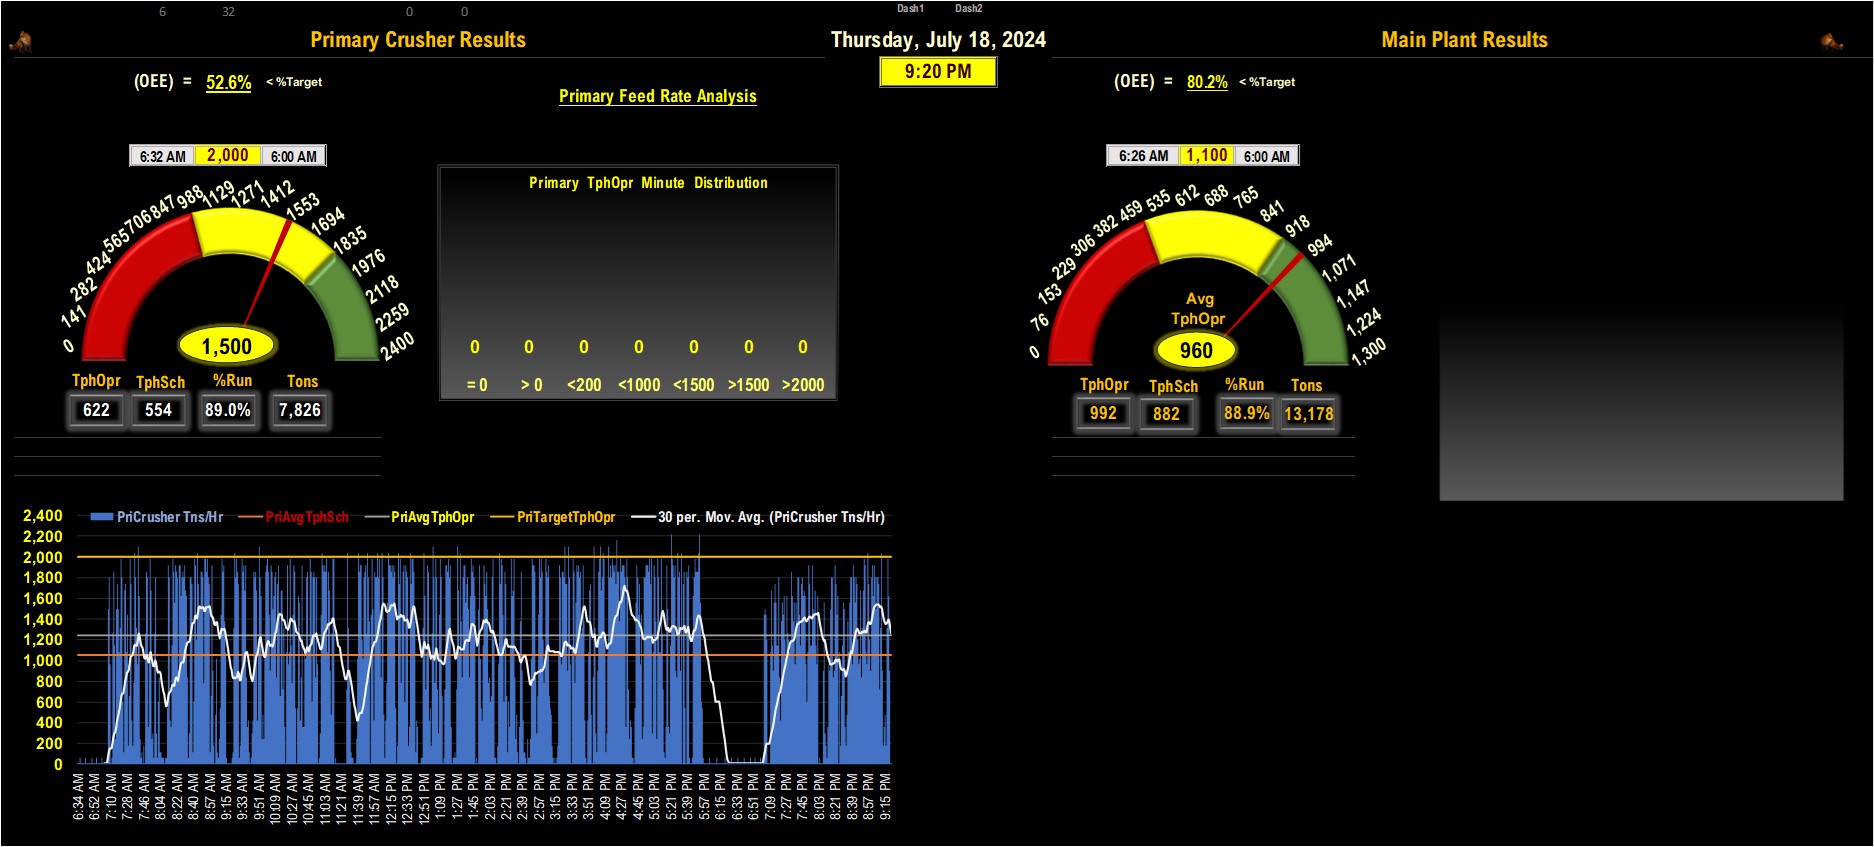 6 32 0 0 Dash1 Dash2
Primary Crusher Results
Thursday, July 18, 2024
Main Plant Results
9:20 PM
(OEE) = 52.6% < %Target
Primary Feed Rate Analysis
(OEE) = 80.2% < %Target
6:32 AM 2,000 6:00 AM
0 141 282 424 565 706 847 988 1129 1271 1412 1553 1694 1835 1976 2118 2259 2400
1,500
TphOpr TphSch %Run Tons
622 554 89.0% 7,826
Primary TphOpr Minute Distribution
0 0 0 0 0 0 0
= 0 > 0 <200 <1000 <1500 >1500 >2000
6:26 AM 1,100 6:00 AM
0 76 153 229 306 382 459 535 612 688 765 841 918 994 1,071 1,147 1,224 1,300
Avg
TphOpr
960
TphOpr TphSch %Run Tons
992 882 88.9% 13,178
PriCrusher Tns/Hr PriAvgTphSch PriAvgTphOpr PriTargetTphOpr 30 per. Mov. Avg. (PriCrusher Tns/Hr)
2,400
2,200
2,000
1,800
1,600
1,400
1,200
1,000
800
600
400
200
0
6:34 AM 6:52 AM 7:10 AM 7:28 AM 7:46 AM 8:04 AM 8:22 AM 8:40 AM 8:57 AM 9:15 AM 9:33 AM 9:51 AM 10:09 AM 10:27 AM 10:45 AM 11:03 AM 11:21 AM 11:39 AM 11:57 AM 12:15 PM 12:33 PM 12:51 PM 1:09 PM 1:27 PM 1:45 PM 2:03 PM 2:21 PM 2:39 PM 2:57 PM 3:15 PM 3:33 PM 3:51 PM 4:09 PM 4:27 PM 4:45 PM 5:03 PM 5:21 PM 5:39 PM 5:57 PM 6:15 PM 6:33 PM 6:51 PM 7:09 PM 7:27 PM 7:45 PM 8:03 PM 8:21 PM 8:39 PM 8:57 PM 9:15 PM